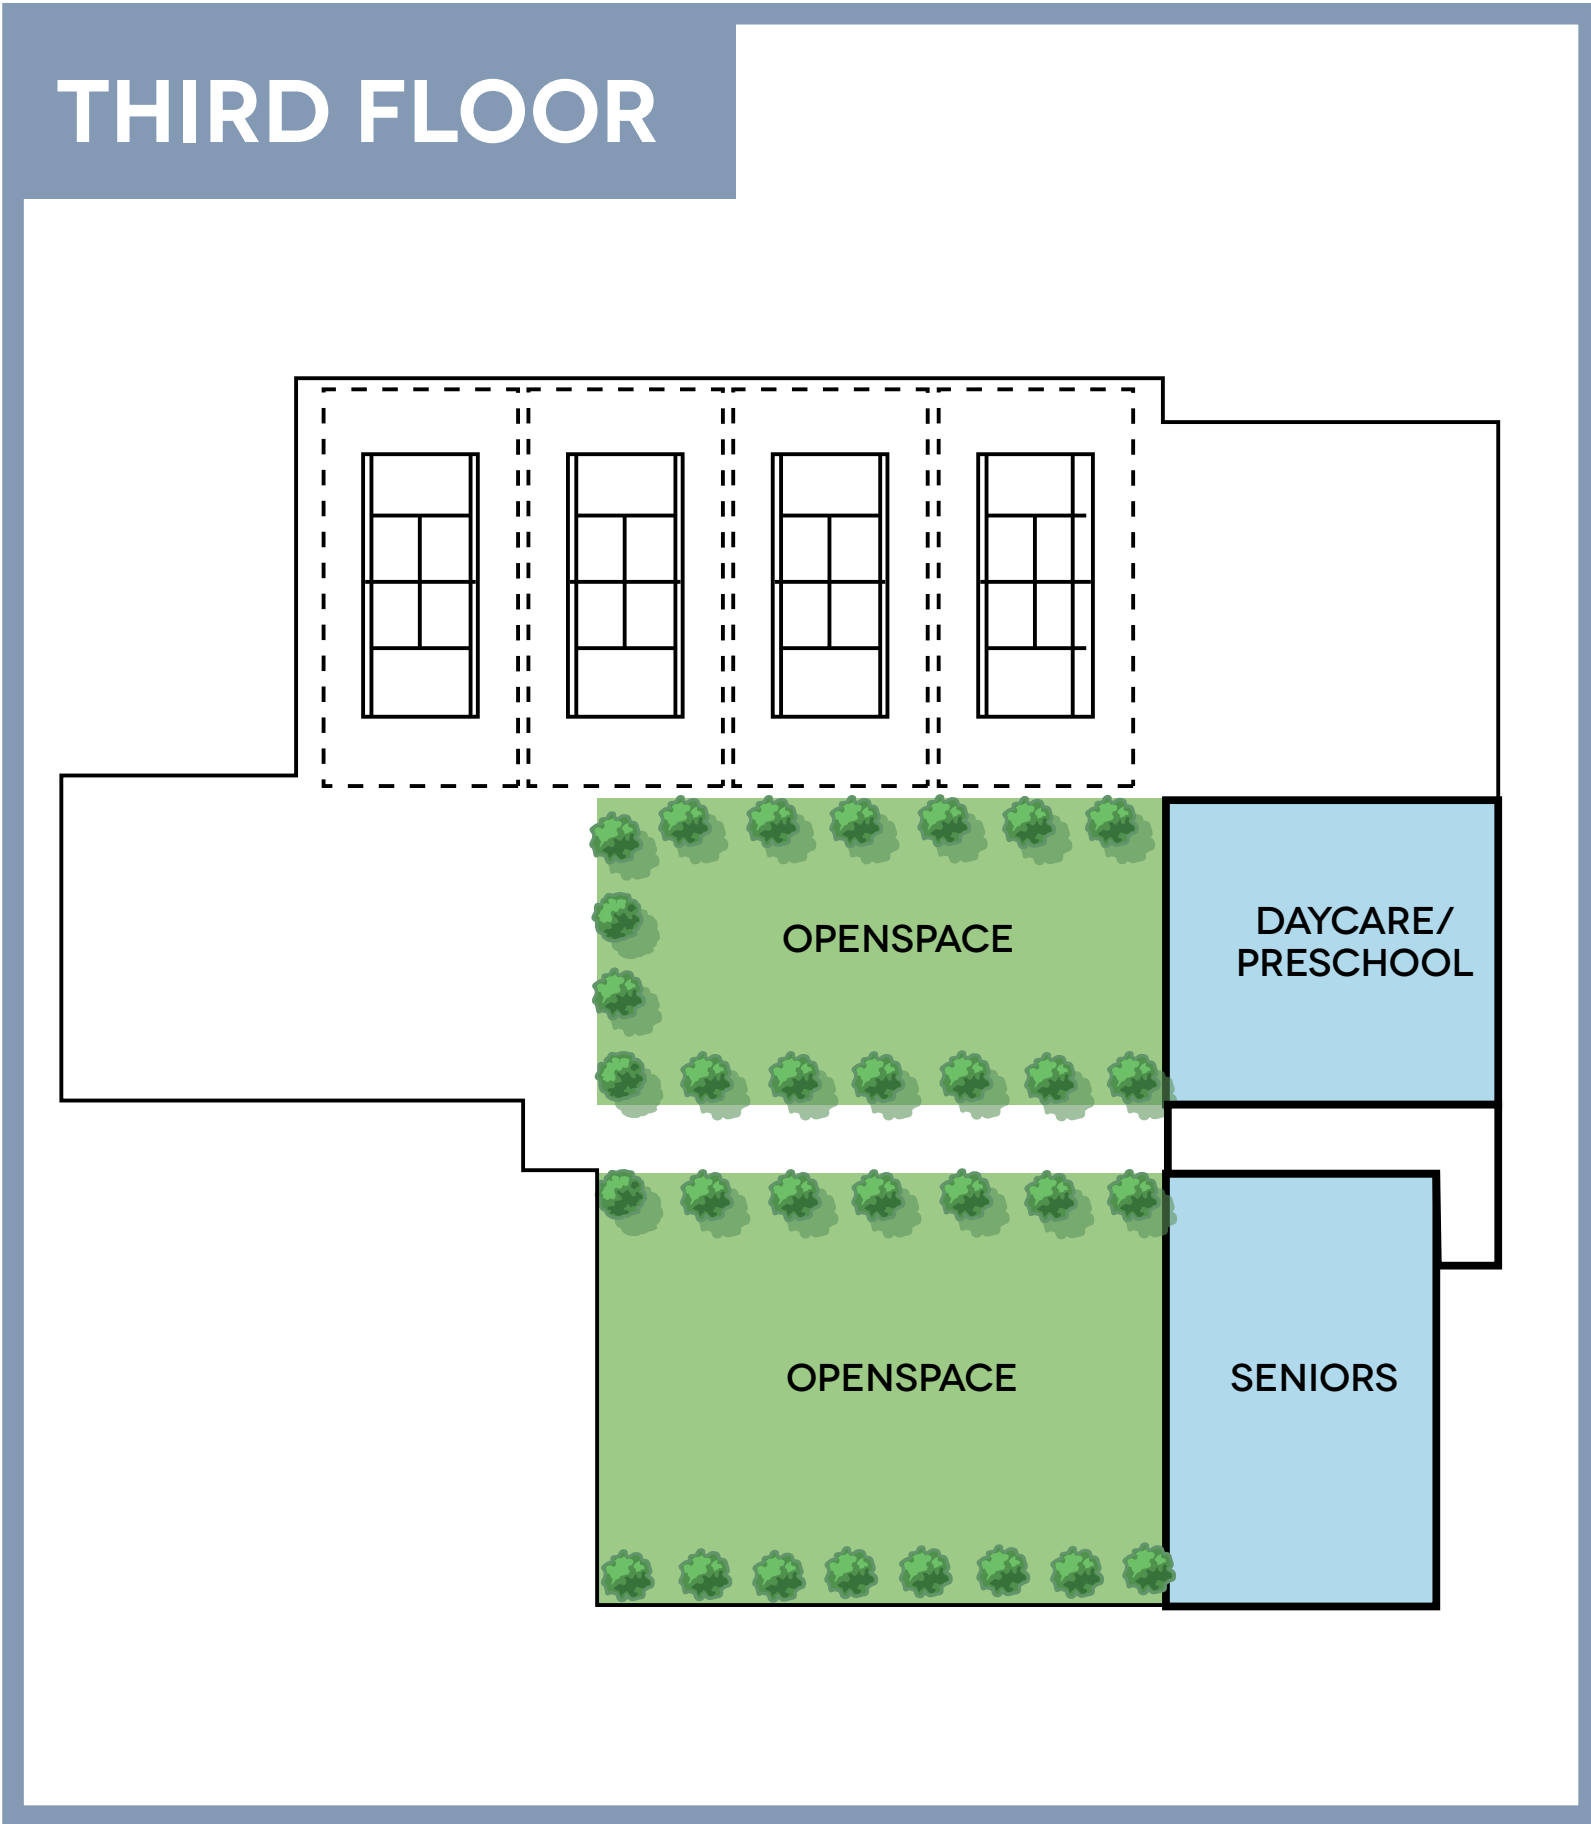 THIRD FLOOR
OPENSPACE
DAYCARE/
PRESCHOOL
OPENSPACE
SENIORS